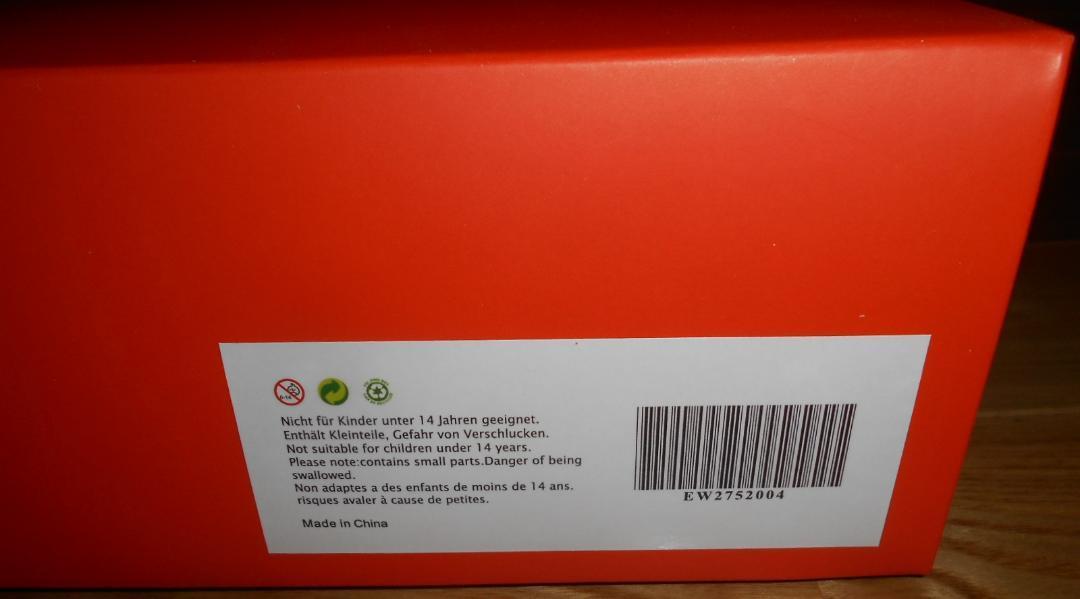 0-14
Nicht für Kinder unter 14 Jahren geeignet.
Enthält Kleinteile, Gefahr von Verschlucken.
Not suitable for children under 14 years.
Please note:contains small parts.Danger of being
swallowed.
Non adaptes a des enfants de moins de 14 ans.
risques avaler à cause de petites.
Made in China
EW2752004